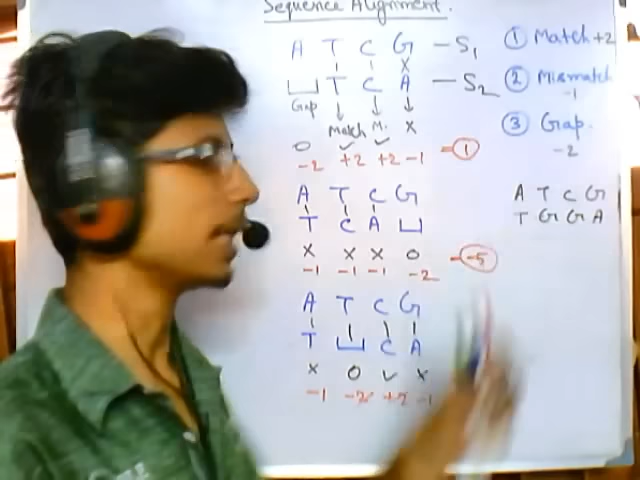 Sequence Alignment.
A T C G - S1
⌴ T C A - S2
Gap Match M. X
0 ✓ ✓
-2 +2 +2 -1 = 1
A T C G
T C A ⌴
X X X 0
-1 -1 -1 -2 = -5
A T C G
T ⌴ C A
X 0 ✓ X
-1 -2 +2 -1
① Match +2
② Mismatch
-1
③ Gap.
-2
A T C G
T G G A